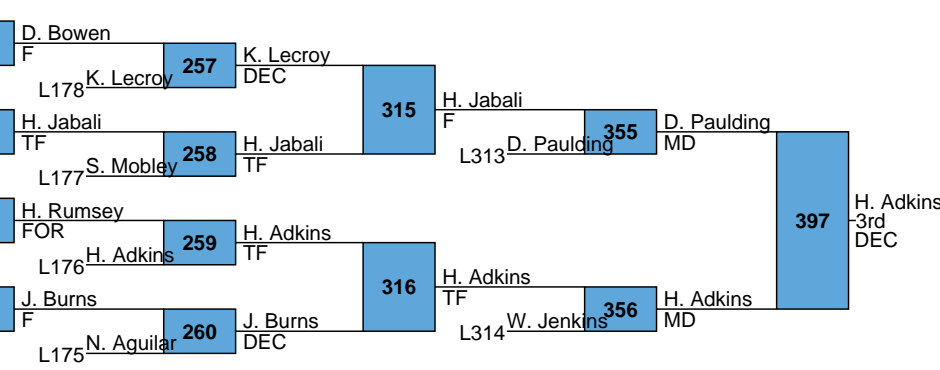 D. Bowen
F
L178 K. Lecroy
257
K. Lecroy
DEC
H. Jabali
TF
L177 S. Mobley
258
H. Jabali
TF
315
H. Jabali
F
L313 D. Paulding
355
D. Paulding
MD
H. Rumsey
FOR
L176 H. Adkins
259
H. Adkins
TF
J. Burns
F
L175 N. Aguilar
260
J. Burns
DEC
316
H. Adkins
TF
L314 W. Jenkins
356
H. Adkins
MD
397
H. Adkins
3rd
DEC